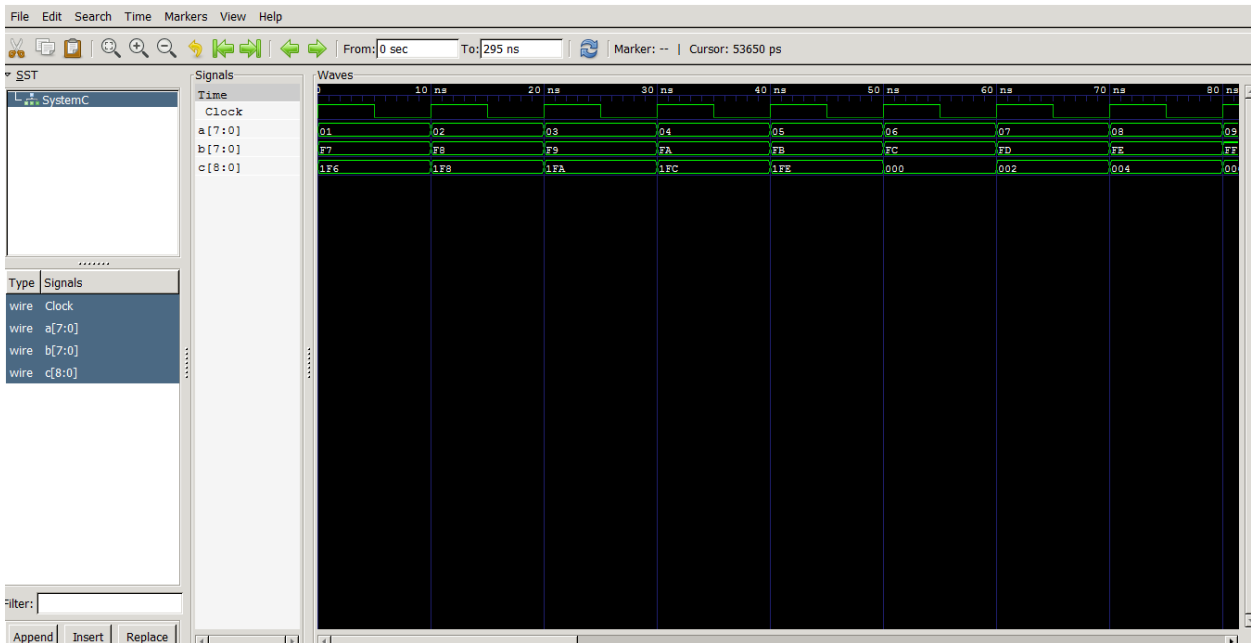 File Edit Search Time Markers View Help
From: 0 sec To: 295 ns Marker: -- | Cursor: 53650 ps
SST
SystemC
Type Signals
wire Clock
wire a[7:0]
wire b[7:0]
wire c[8:0]
Filter:
Append Insert Replace
Signals
Time
Clock
a[7:0]
b[7:0]
c[8:0]
Waves
0 10 ns 20 ns 30 ns 40 ns 50 ns 60 ns 70 ns 80 ns
01 02 03 04 05 06 07 08 09
F7 F8 F9 FA FB FC FD FE FF
1F6 1F8 1FA 1FC 1FE 000 002 004